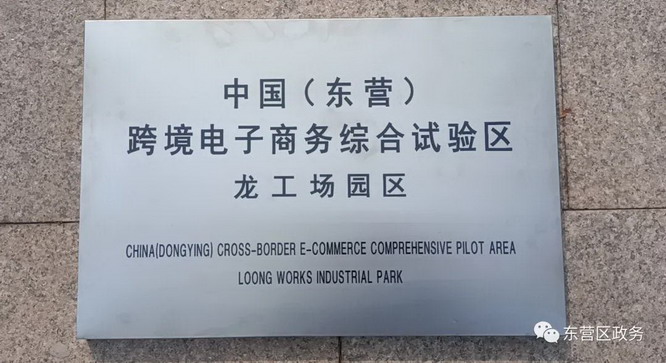 中国（东营）
跨境电子商务综合试验区
龙工场园区
CHINA(DONGYING) CROSS-BORDER E-COMMERCE COMPREHENSIVE PILOT AREA
LOONG WORKS INDUSTRIAL PARK
东营区政务